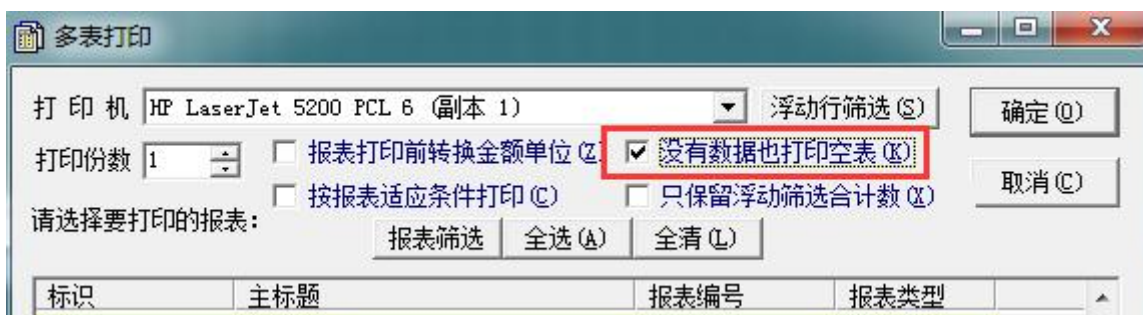 多表打印
打 印 机 HP LaserJet 5200 PCL 6 (副本 1) 浮动行筛选(S) 确定(O)
打印份数 1 报表打印前转换金额单位(Z) 没有数据也打印空表(K)
按报表适应条件打印(C) 只保留浮动筛选合计数(X) 取消(C)
请选择要打印的报表:
报表筛选 全选(A) 全清(L)
标识 主标题 报表编号 报表类型